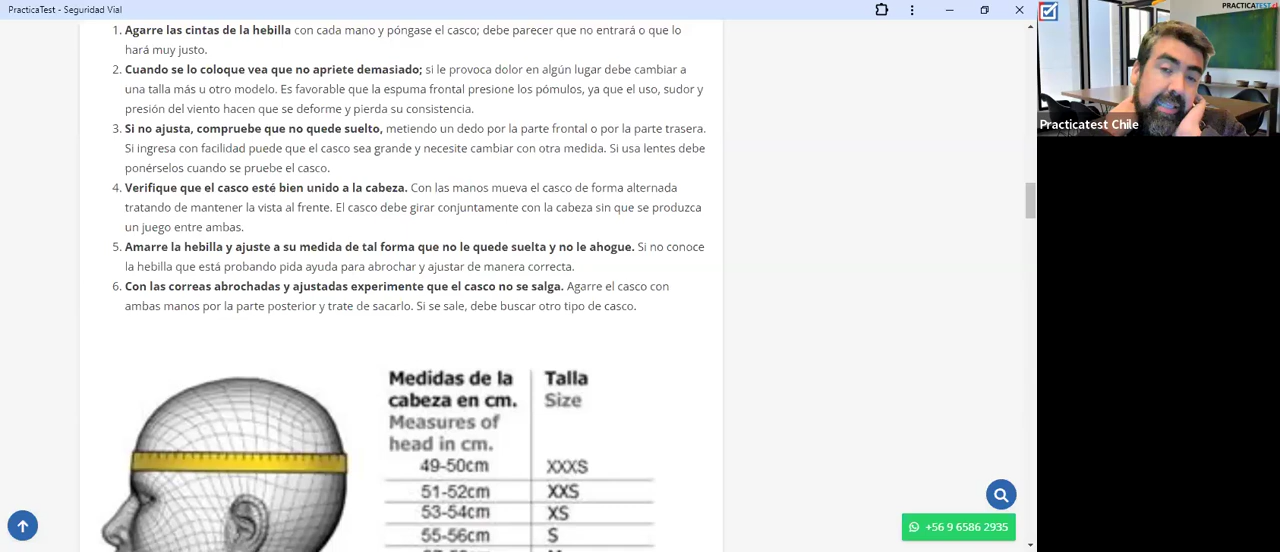 PracticaTest - Seguridad Vial
1. Agarre las cintas de la hebilla con cada mano y póngase el casco; debe parecer que no entrará o que lo
hará muy justo.
2. Cuando se lo coloque vea que no apriete demasiado; si le provoca dolor en algún lugar debe cambiar a
una talla más u otro modelo. Es favorable que la espuma frontal presione los pómulos, ya que el uso, sudor y
presión del viento hacen que se deforme y pierda su consistencia.
3. Si no ajusta, compruebe que no quede suelto, metiendo un dedo por la parte frontal o por la parte trasera.
Si ingresa con facilidad puede que el casco sea grande y necesite cambiar con otra medida. Si usa lentes debe
ponérselos cuando se pruebe el casco.
4. Verifique que el casco esté bien unido a la cabeza. Con las manos mueva el casco de forma alternada
tratando de mantener la vista al frente. El casco debe girar conjuntamente con la cabeza sin que se produzca
un juego entre ambas.
5. Amarre la hebilla y ajuste a su medida de tal forma que no le quede suelta y no le ahogue. Si no conoce
la hebilla que está probando pida ayuda para abrochar y ajustar de manera correcta.
6. Con las correas abrochadas y ajustadas experimente que el casco no se salga. Agarre el casco con
ambas manos por la parte posterior y trate de sacarlo. Si se sale, debe buscar otro tipo de casco.
Medidas de la Talla
cabeza en cm. Size
Measures of
head in cm.
49-50cm XXXS
51-52cm XXS
53-54cm XS
55-56cm S
+56 9 6586 2935
PRACTICATEST.cl
Practicatest Chile